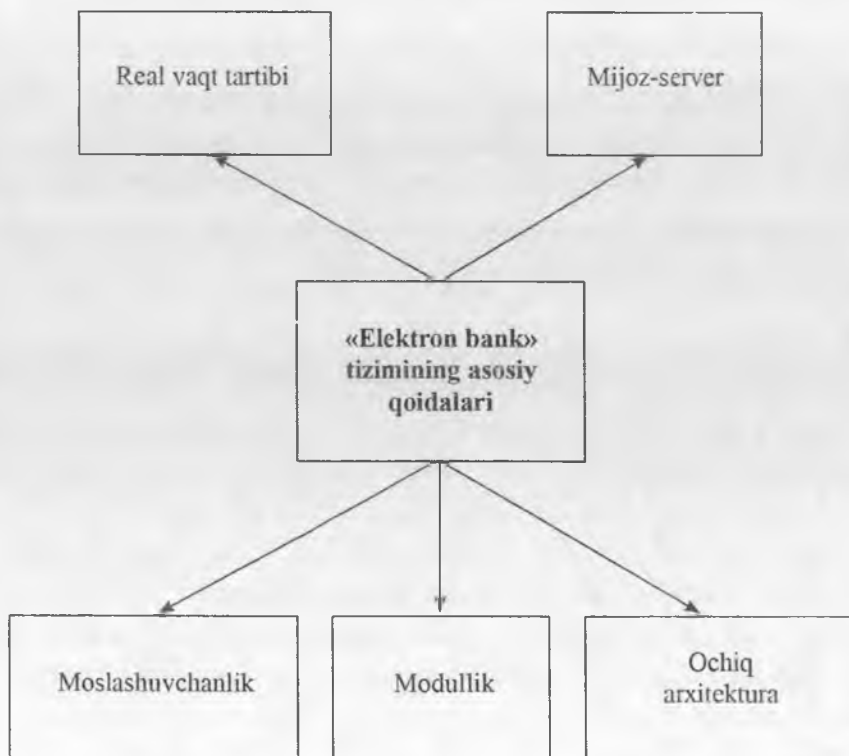 Real vaqt tartibi
Mijoz-server
«Elektron bank»
tizimining asosiy
qoidalari
Moslashuvchanlik
Modullik
Ochiq
arxitektura